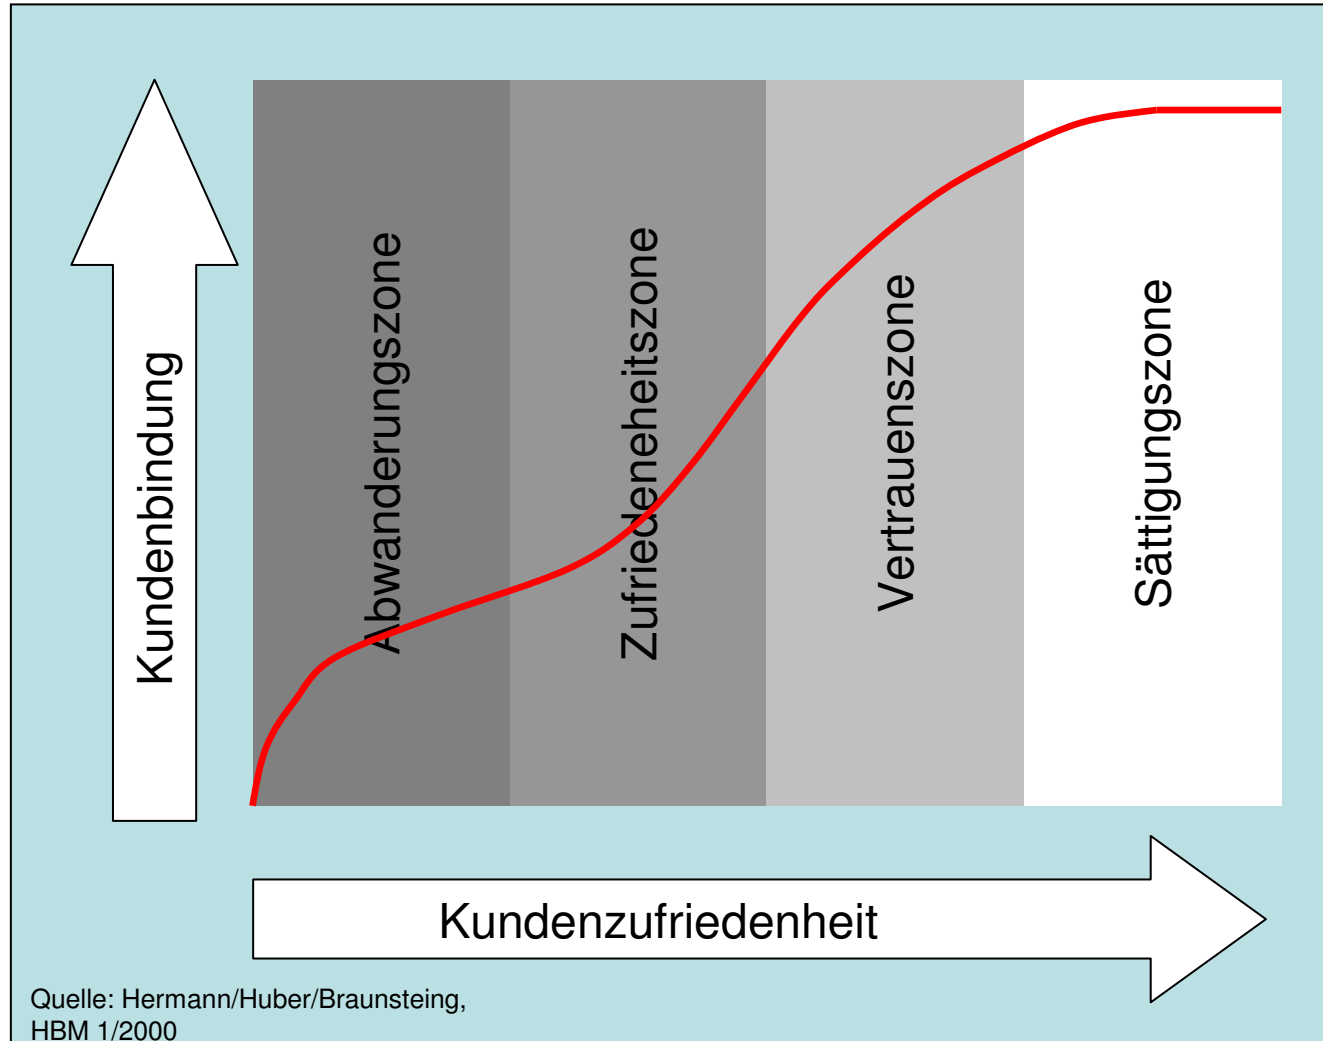 Kundenbindung
Abwanderungszone
Zufriedeneheitszone
Vertrauenszone
Sättigungszone
Kundenzufriedenheit
Quelle: Hermann/Huber/Braunsteing,
HBM 1/2000